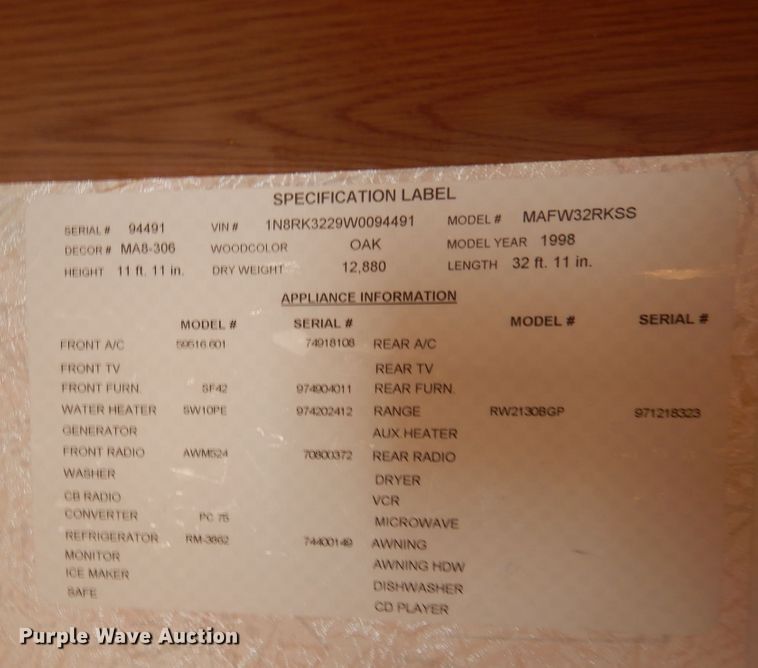 SPECIFICATION LABEL
SERIAL # 94491 VIN # 1N8RK3229W0094491 MODEL # MAFW32RKSS
DECOR # MA8-306 WOODCOLOR OAK MODEL YEAR 1998
HEIGHT 11 ft. 11 in. DRY WEIGHT 12,880 LENGTH 32 ft. 11 in.
APPLIANCE INFORMATION
MODEL # SERIAL # MODEL # SERIAL #
FRONT A/C 59516.601 74918108 REAR A/C
FRONT TV REAR TV
FRONT FURN. SF42 974904011 REAR FURN.
WATER HEATER SW10PE 974202412 RANGE RW2130BGP 971218323
GENERATOR AUX.HEATER
FRONT RADIO AWM524 70800372 REAR RADIO
WASHER DRYER
CB RADIO VCR
CONVERTER PC 75 MICROWAVE
REFRIGERATOR RM-3862 74400149 AWNING
MONITOR AWNING HDW
ICE MAKER DISHWASHER
SAFE CD PLAYER
Purple Wave Auction